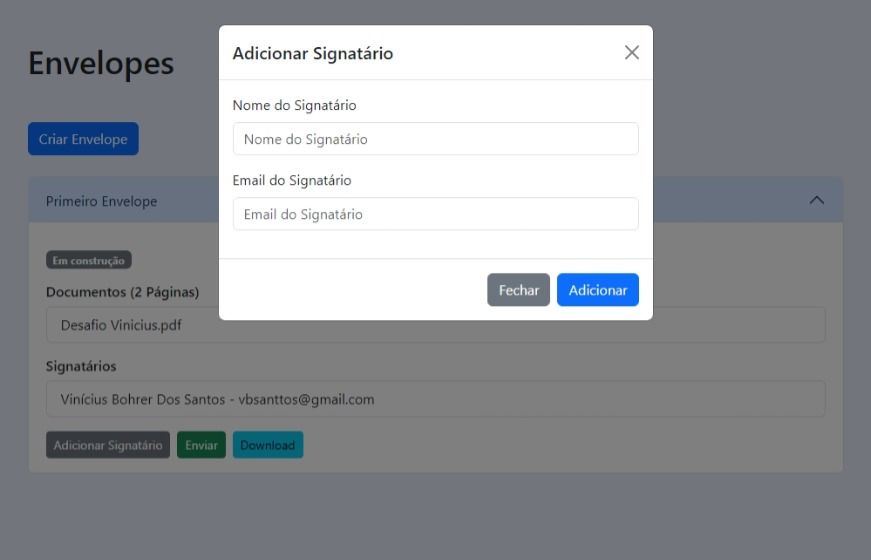 Envelopes
Criar Envelope
Adicionar Signatário
Nome do Signatário
Nome do Signatário
Email do Signatário
Email do Signatário
Fechar
Adicionar
Primeiro Envelope
Em construção
Documentos (2 Páginas)
Desafio Vinicius.pdf
Signatários
Vinícius Bohrer Dos Santos - vbsanttos@gmail.com
Adicionar Signatário
Enviar
Download